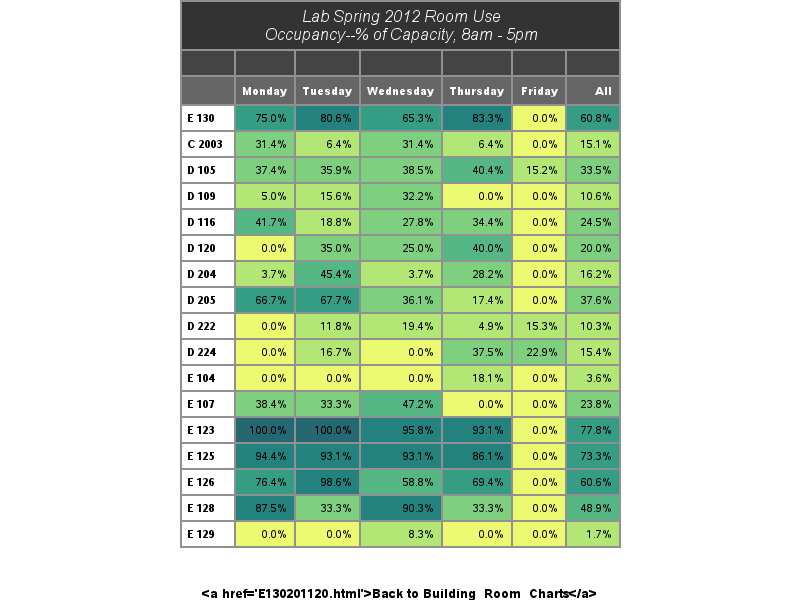 Lab Spring 2012 Room Use
Occupancy--% of Capacity, 8am - 5pm
Monday Tuesday Wednesday Thursday Friday All
E 130 75.0% 80.6% 65.3% 83.3% 0.0% 60.8%
C 2003 31.4% 6.4% 31.4% 6.4% 0.0% 15.1%
D 105 37.4% 35.9% 38.5% 40.4% 15.2% 33.5%
D 109 5.0% 15.6% 32.2% 0.0% 0.0% 10.6%
D 116 41.7% 18.8% 27.8% 34.4% 0.0% 24.5%
D 120 0.0% 35.0% 25.0% 40.0% 0.0% 20.0%
D 204 3.7% 45.4% 3.7% 28.2% 0.0% 16.2%
D 205 66.7% 67.7% 36.1% 17.4% 0.0% 37.6%
D 222 0.0% 11.8% 19.4% 4.9% 15.3% 10.3%
D 224 0.0% 16.7% 0.0% 37.5% 22.9% 15.4%
E 104 0.0% 0.0% 0.0% 18.1% 0.0% 3.6%
E 107 38.4% 33.3% 47.2% 0.0% 0.0% 23.8%
E 123 100.0% 100.0% 95.8% 93.1% 0.0% 77.8%
E 125 94.4% 93.1% 93.1% 86.1% 0.0% 73.3%
E 126 76.4% 98.6% 58.8% 69.4% 0.0% 60.6%
E 128 87.5% 33.3% 90.3% 33.3% 0.0% 48.9%
E 129 0.0% 0.0% 8.3% 0.0% 0.0% 1.7%
<a href='E130201120.html'>Back to Building_Room_Charts</a>